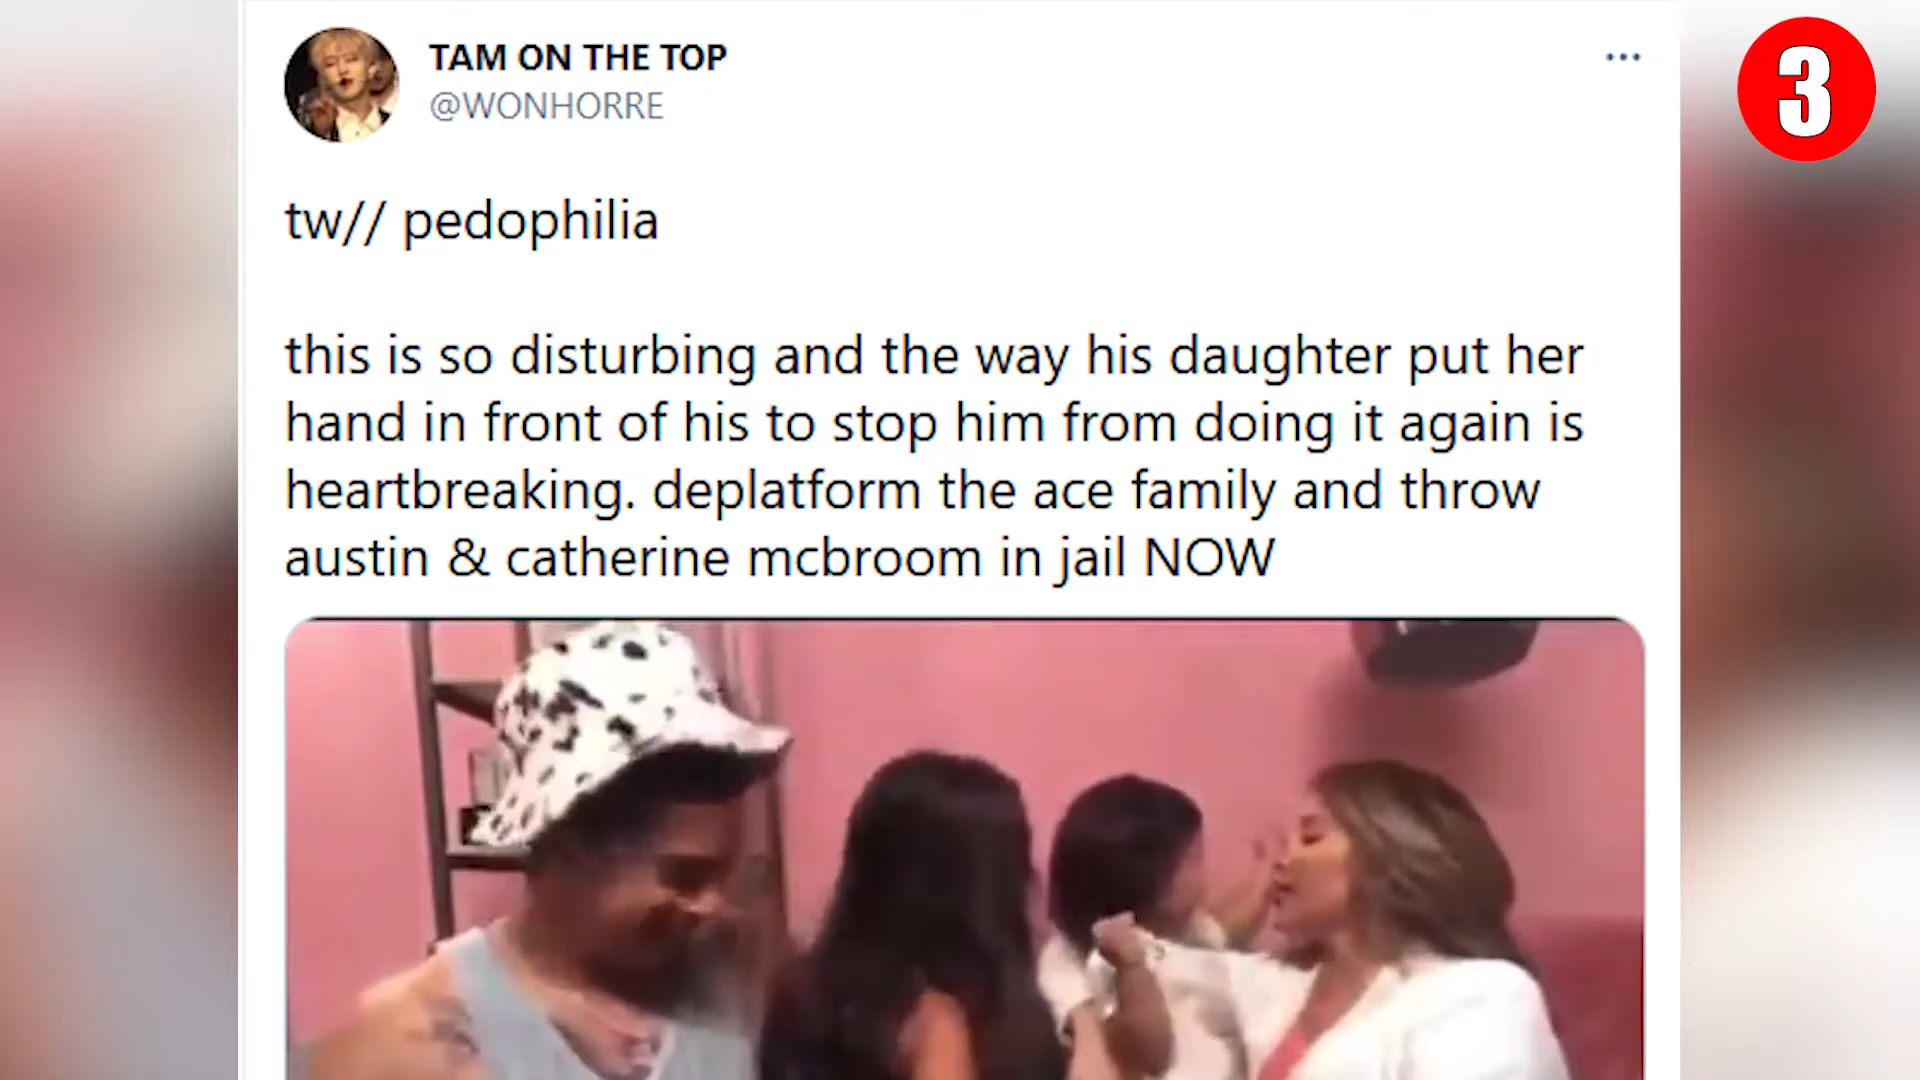 TAM ON THE TOP
@WONHORRE
3
tw// pedophilia
this is so disturbing and the way his daughter put her
hand in front of his to stop him from doing it again is
heartbreaking. deplatform the ace family and throw
austin & catherine mcbroom in jail NOW